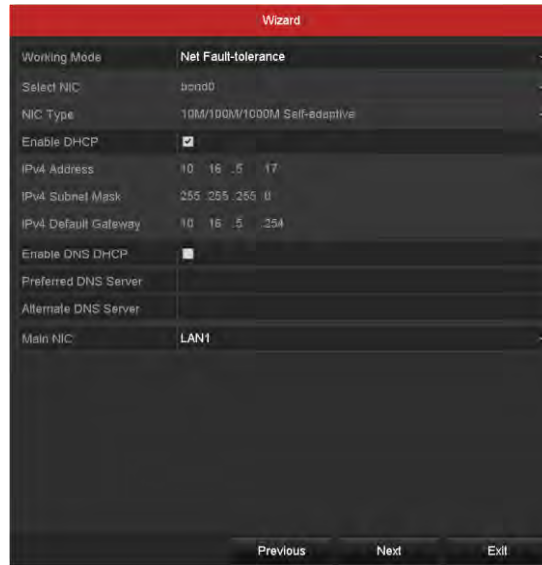 Wizard
Working Mode Net Fault-tolerance
Select NIC bond0
NIC Type 10M/100M/1000M Self-adaptive
Enable DHCP
IPv4 Address 10 .16 .5 .17
IPv4 Subnet Mask 255 .255 .255 .0
IPv4 Default Gateway 10 .16 .5 .254
Enable DNS DHCP
Preferred DNS Server
Alternate DNS Server
Main NIC LAN1
Previous Next Exit